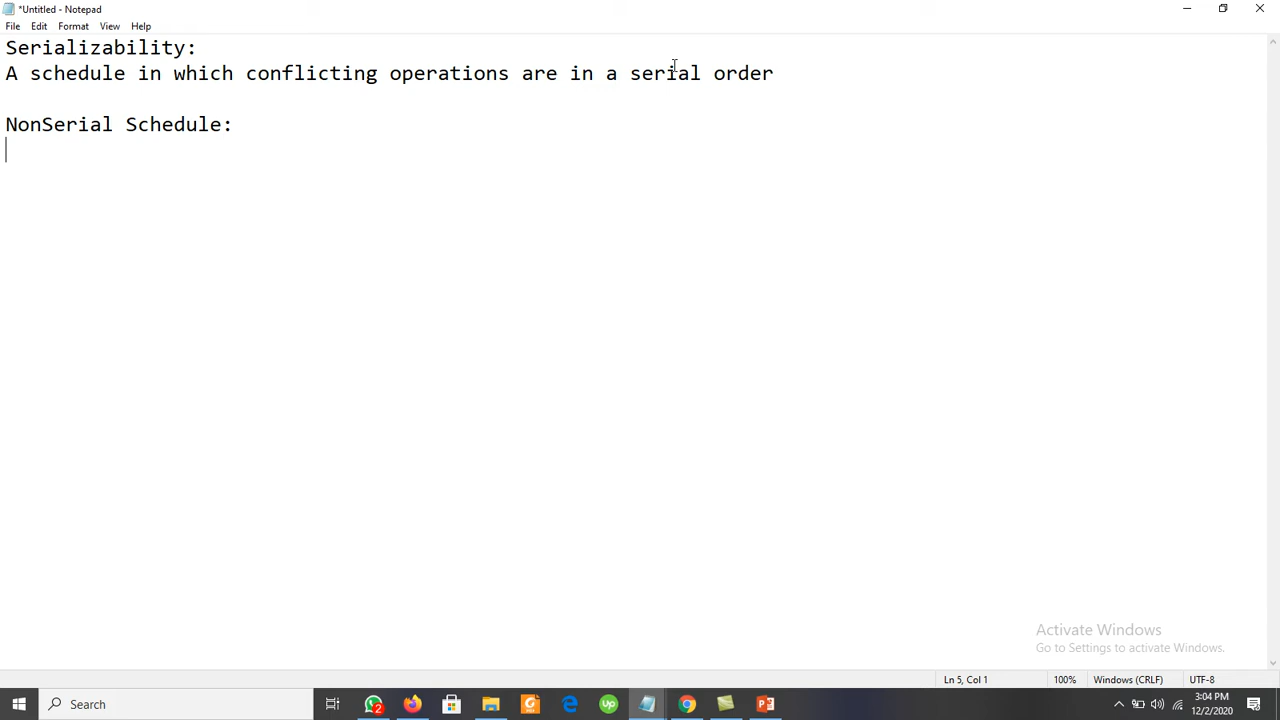 *Untitled - Notepad
File Edit Format View Help
Serializability:
A schedule in which conflicting operations are in a serial order
NonSerial Schedule:
Activate Windows
Go to Settings to activate Windows.
Ln 5, Col 1 100% Windows (CRLF) UTF-8
Search 2 up 3:04 PM
12/2/2020